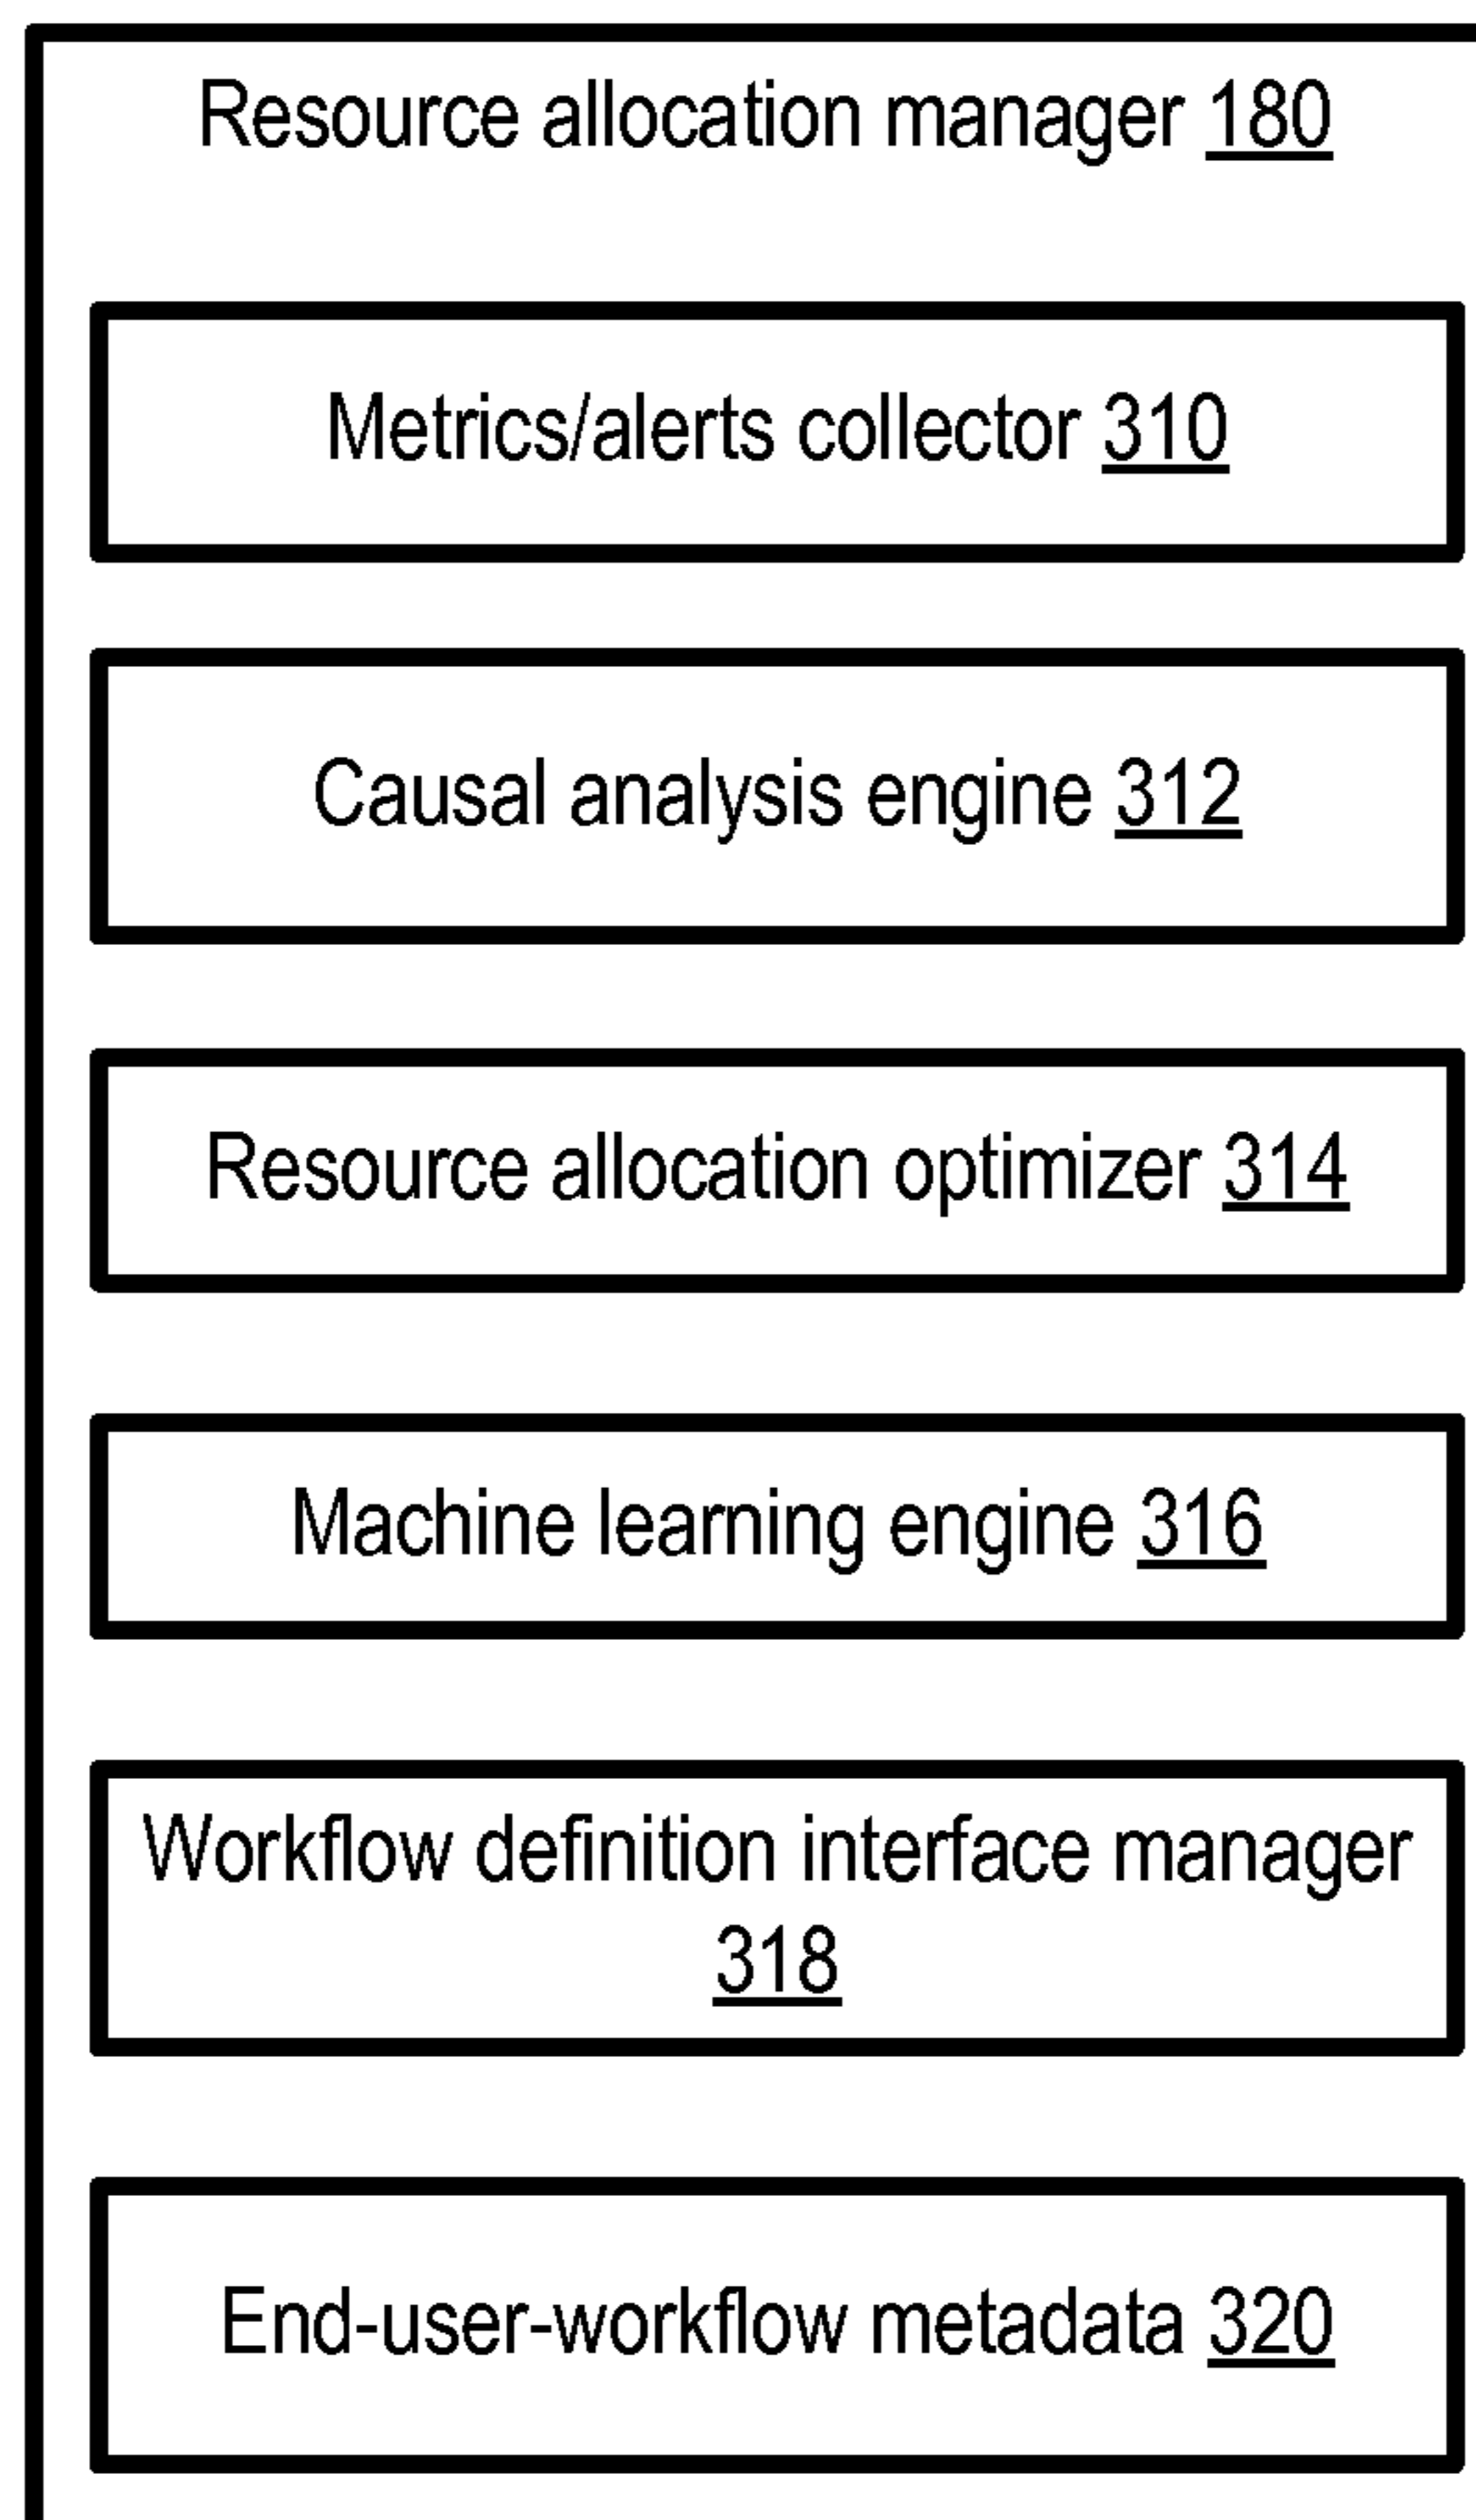 Resource allocation manager 180
Metrics/alerts collector 310
Causal analysis engine 312
Resource allocation optimizer 314
Machine learning engine 316
Workflow definition interface manager
318
End-user-workflow metadata 320